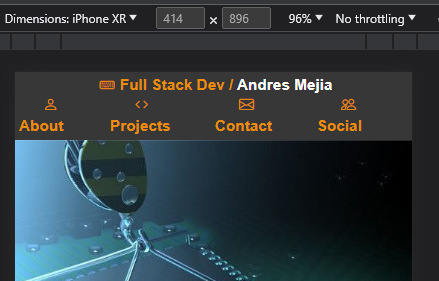 Dimensions: iPhone XR 414 × 896 96% No throttling
Full Stack Dev / Andres Mejia
About Projects Contact Social